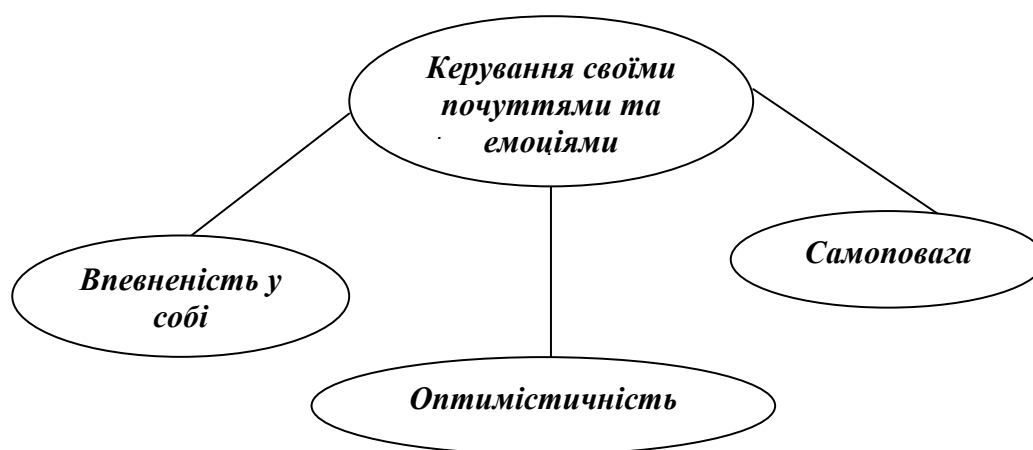 Керування своїми
почуттями та
емоціями
Впевненість у
собі
Самоповага
Оптимістичність